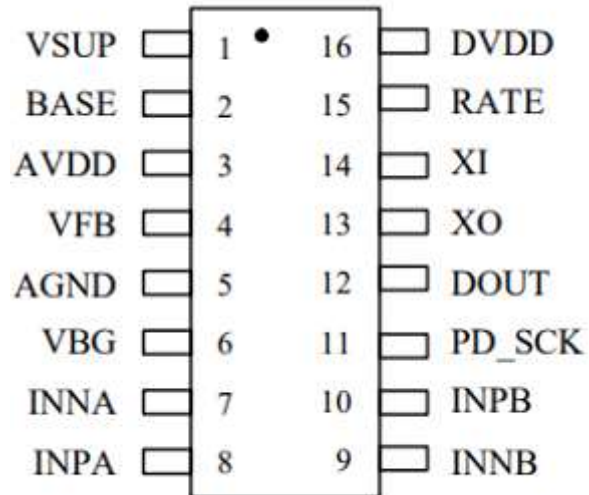 VSUP 1 16 DVDD
BASE 2 15 RATE
AVDD 3 14 XI
VFB 4 13 XO
AGND 5 12 DOUT
VBG 6 11 PD_SCK
INNA 7 10 INPB
INPA 8 9 INNB